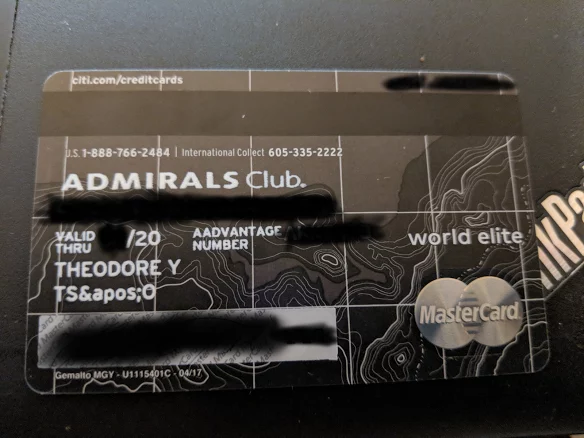 citi.com/creditcards
U.S. 1-888-766-2484 | International Collect 605-335-2222
ADMIRALS Club.
VALID THRU /20
AADVANTAGE NUMBER
world elite
THEODORE Y
TS&apos;O
MasterCard
Gemalto MGY - U1115401C - 04/17